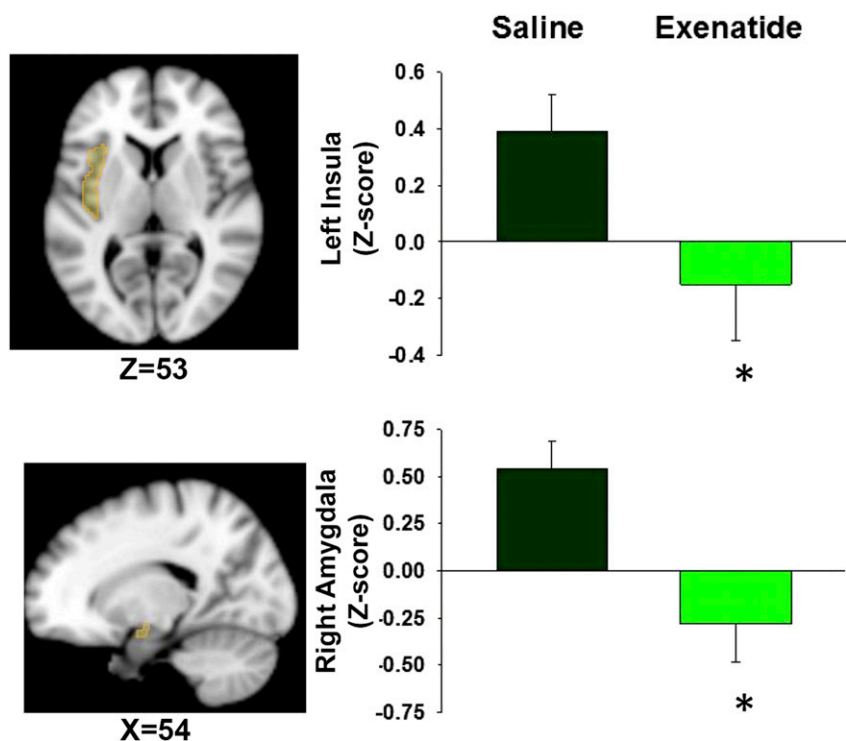 Saline Exenatide
Left Insula
(Z-score)
0.6
0.4
0.2
0.0
-0.2
-0.4
*
Z=53
Right Amygdala
(Z-score)
0.75
0.50
0.25
0.00
-0.25
-0.50
-0.75
*
X=54